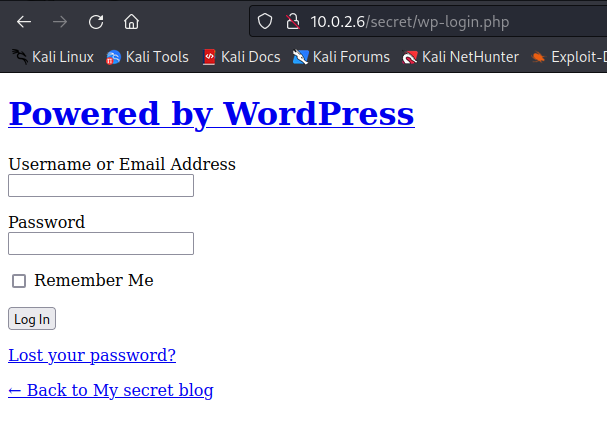 10.0.2.6/secret/wp-login.php
Kali Linux Kali Tools Kali Docs Kali Forums Kali NetHunter Exploit-D
Powered by WordPress
Username or Email Address
Password
Remember Me
Log In
Lost your password?
← Back to My secret blog